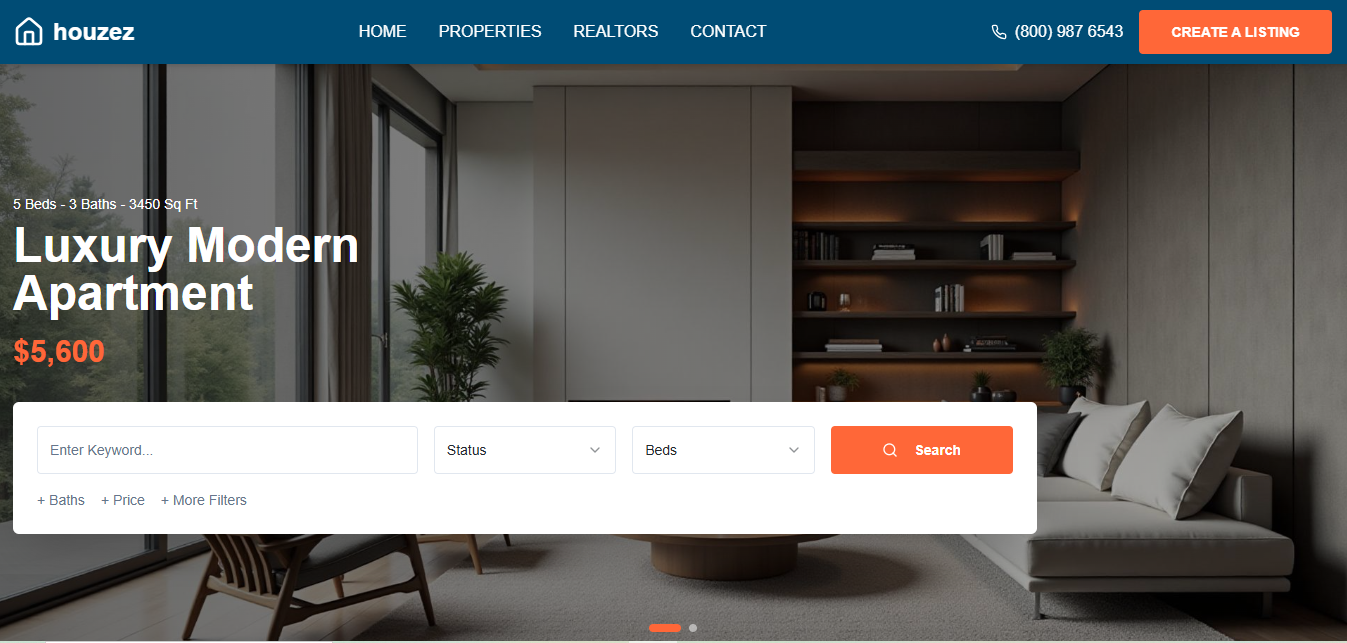 houzez
HOME
PROPERTIES
REALTORS
CONTACT
(800) 987 6543
CREATE A LISTING
5 Beds - 3 Baths - 3450 Sq Ft
Luxury Modern
Apartment
$5,600
Enter Keyword...
Status
Beds
Search
+ Baths
+ Price
+ More Filters